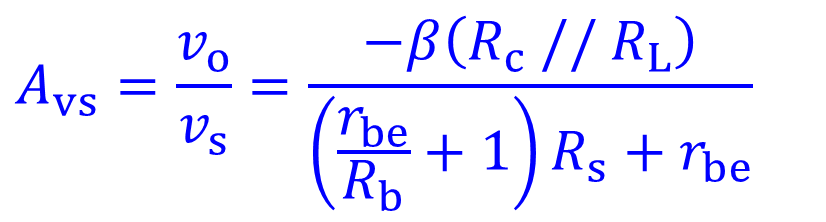 A_vs = v_o / v_s = −β(R_c // R_L) / ((r_be / R_b + 1) R_s + r_be)